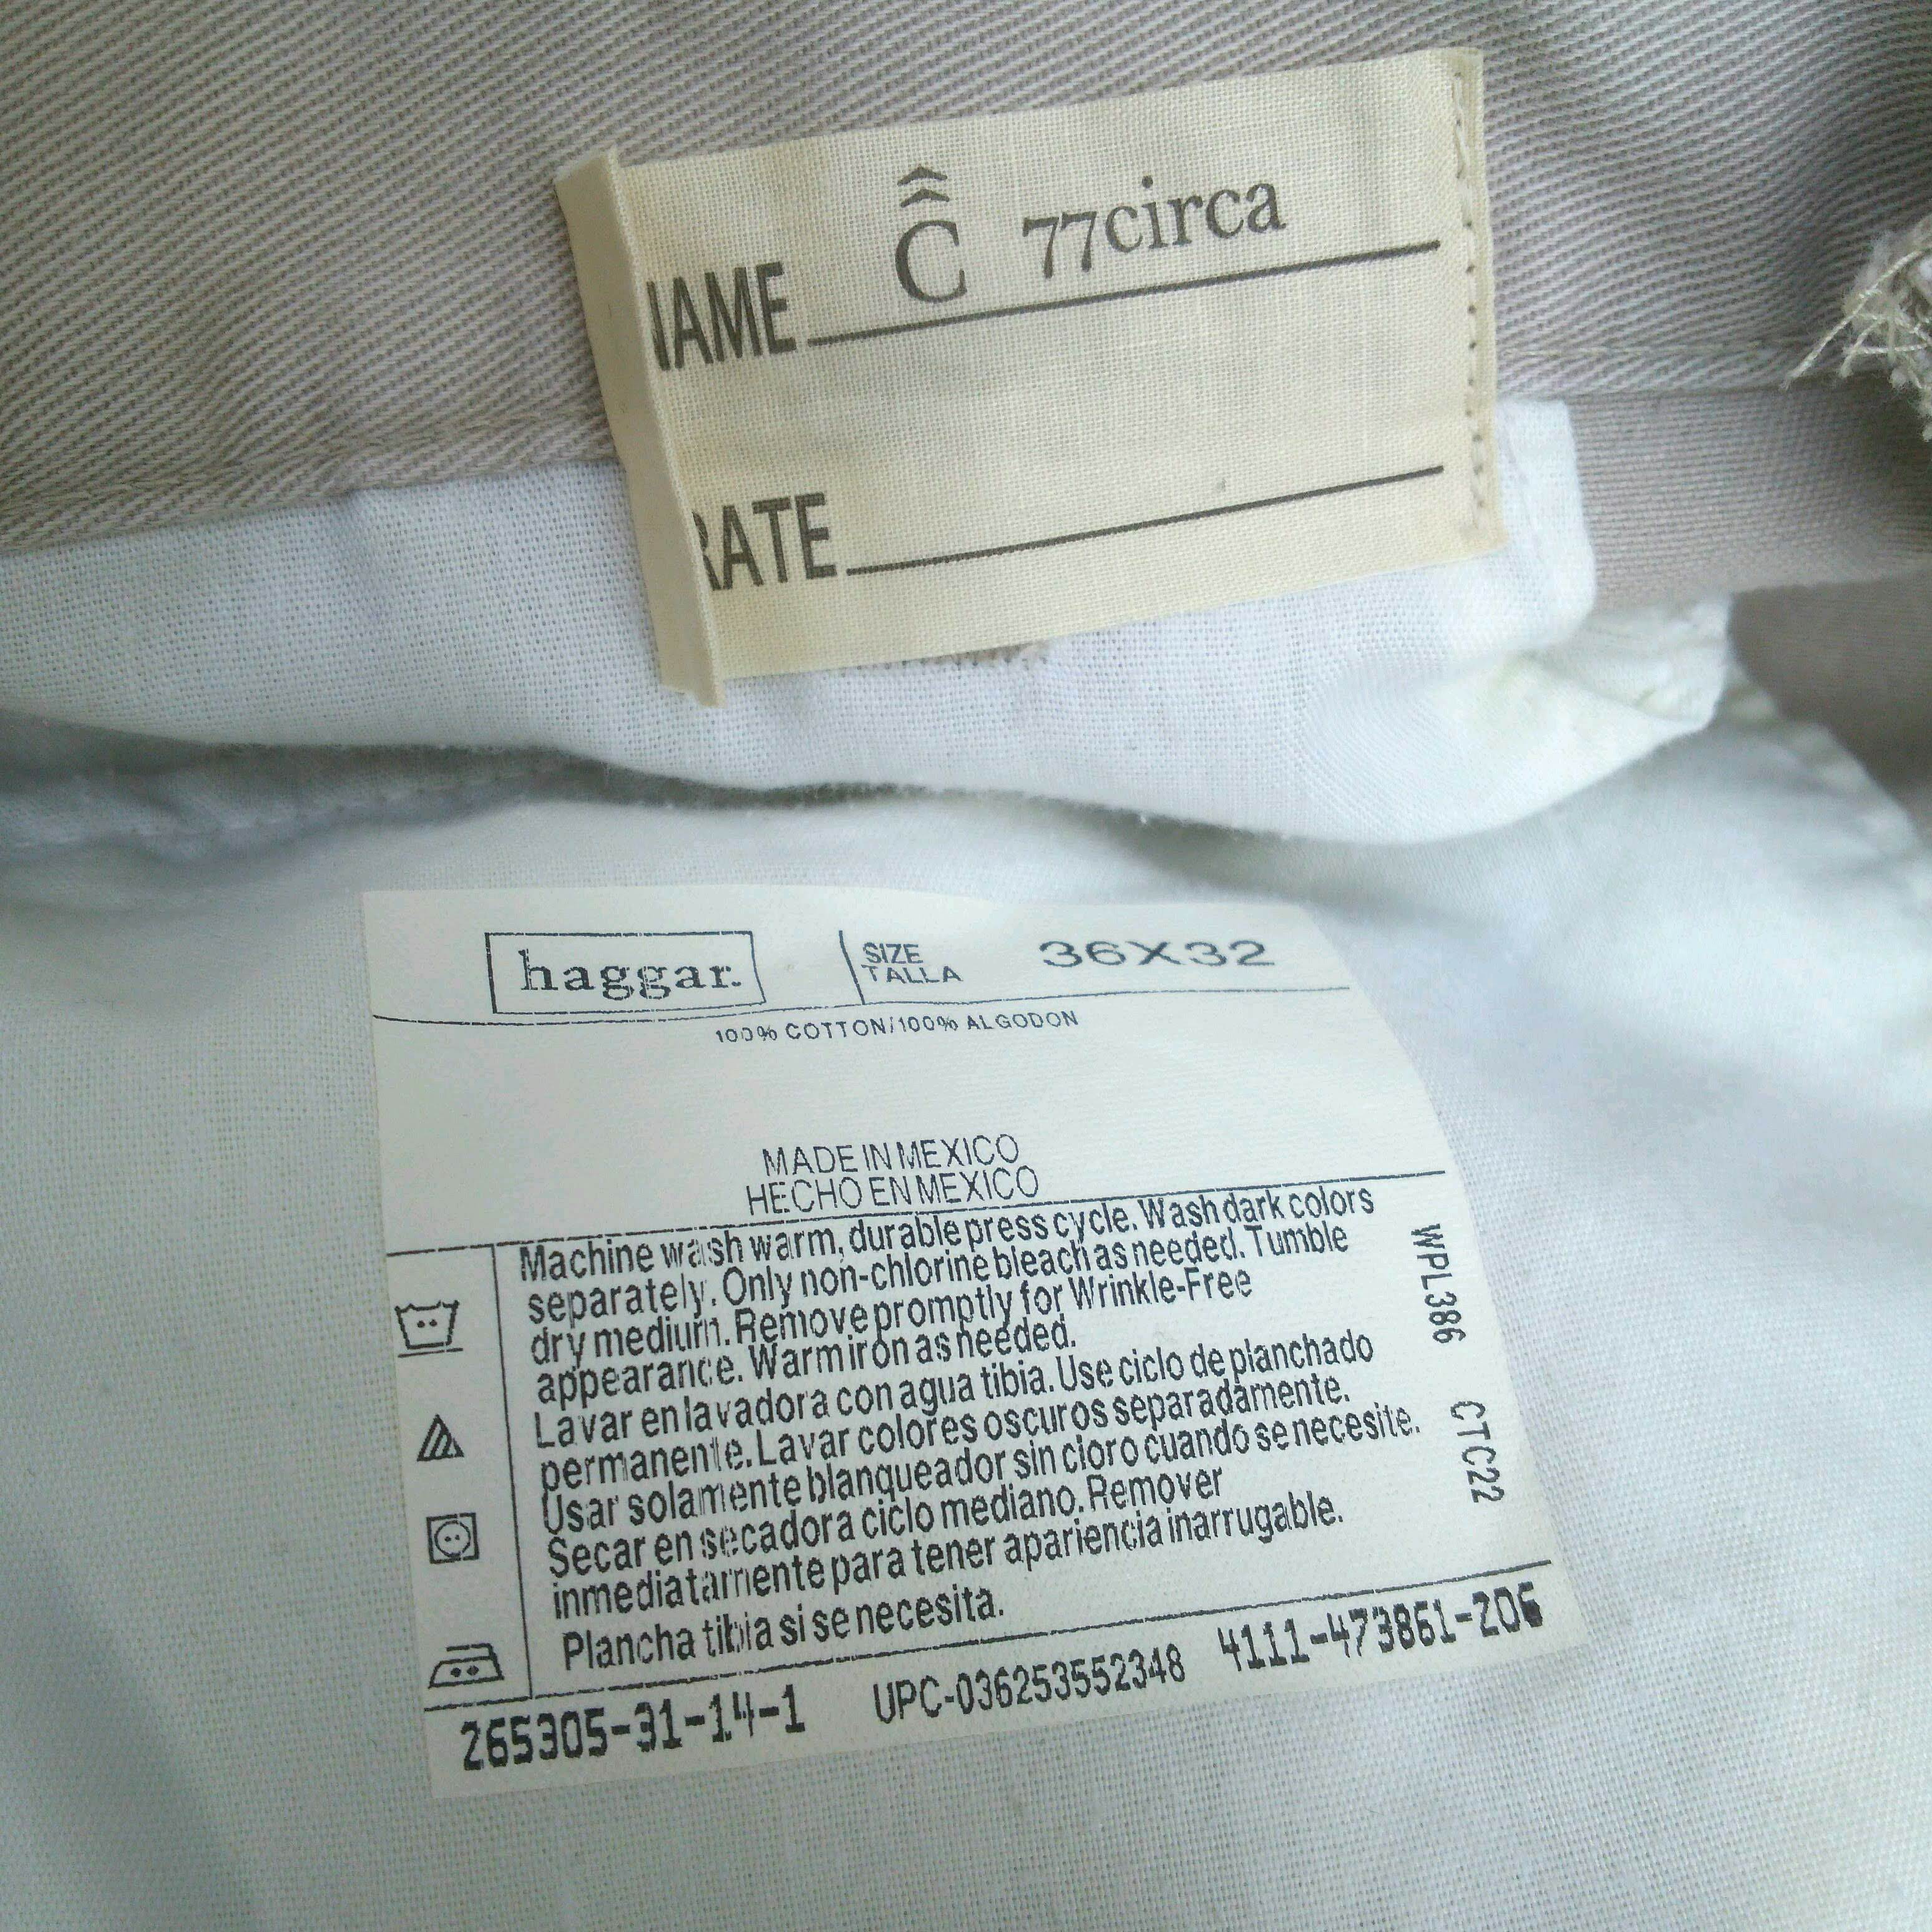 NAME Ĉ 77circa
RATE
haggar.
SIZE
TALLA
36X32
100% COTTON/100% ALGODON
MADE IN MEXICO
HECHO EN MEXICO
Machine wash warm, durable press cycle. Wash dark colors
separately. Only non-chlorine bleach as needed. Tumble
dry medium. Remove promptly for Wrinkle-Free
appearance. Warm iron as needed.
Lavar en lavadora con agua tibia. Use ciclo de planchado
permanente. Lavar colores oscuros separadamente.
Usar solamente blanqueador sin cloro cuando se necesite.
Secar en secadora ciclo mediano. Remover
inmediatamente para tener apariencia inarrugable.
Plancha tibia si se necesita.
WPL386 CTC22
265305-31-14-1 UPC-036253552348 4111-473861-206